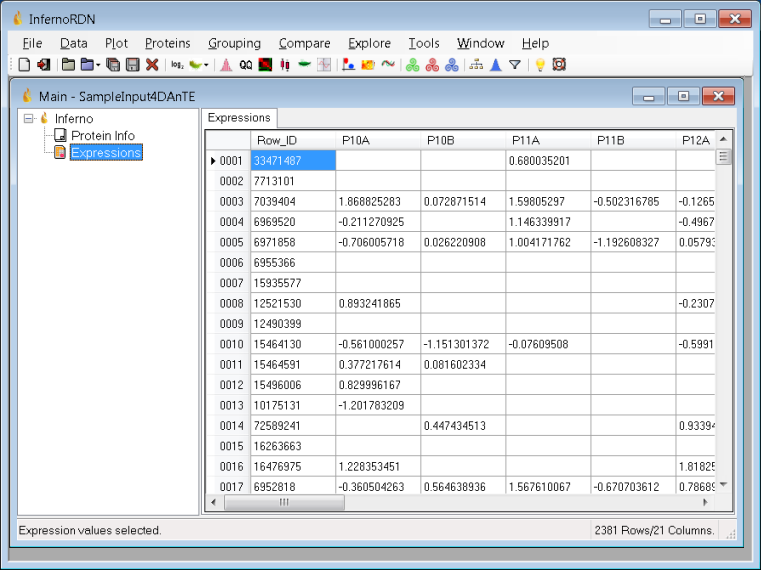 InfernoRDN
File Data Plot Proteins Grouping Compare Explore Tools Window Help
log₂ QQ
Main - SampleInput4DAnTE
Inferno
Protein Info
Expressions
Expressions
Row_ID P10A P10B P11A P11B P12A
0001 33471487 0.680035201
0002 7713101
0003 7039404 1.868825283 0.072871514 1.59805297 -0.502316785 -0.1265
0004 6969520 -0.211270925 1.146339917 -0.4967
0005 6971858 -0.706005718 0.026220908 1.004171762 -1.192608327 0.05793
0006 6955366
0007 15935577
0008 12521530 0.893241865 -0.2307
0009 12490399
0010 15464130 -0.561000257 -1.151301372 -0.07609508 -0.5991
0011 15464591 0.377217614 0.081602334
0012 15496006 0.829996167
0013 10175131 -1.201783209
0014 72589241 0.447434513 0.93394
0015 16263663
0016 16476975 1.228353451 1.81825
0017 6952818 -0.360504263 0.564638936 1.567610067 -0.670703612 0.78689
Expression values selected. 2381 Rows/21 Columns.